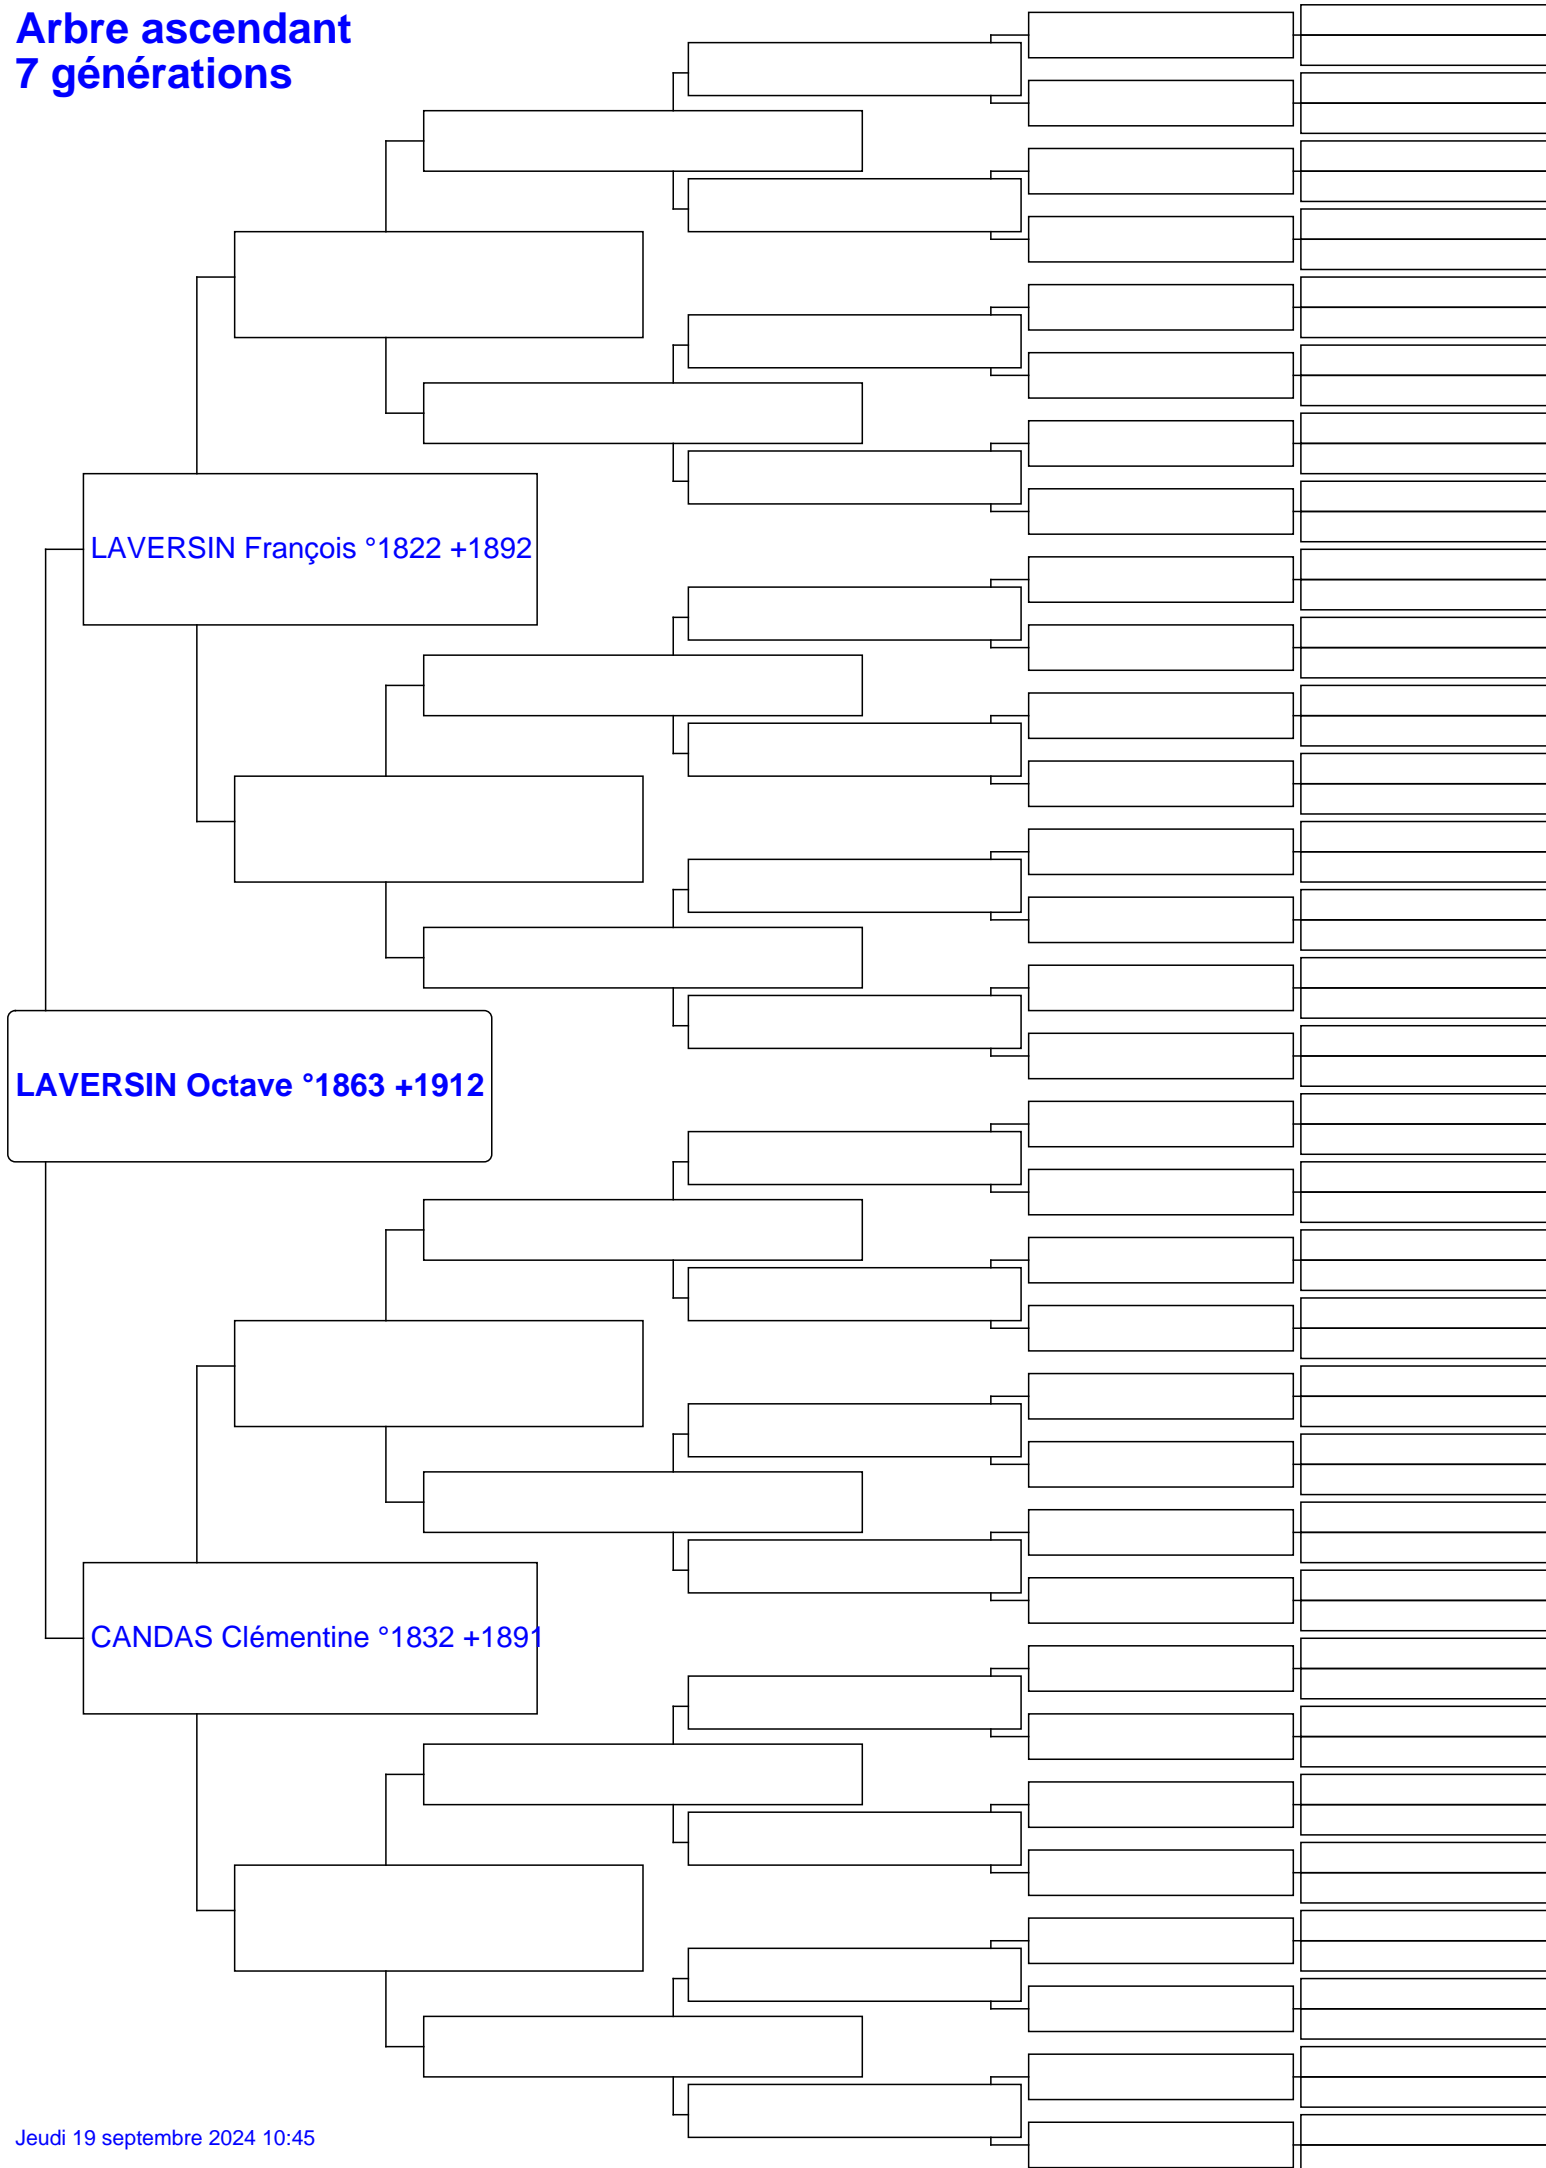 Arbre ascendant
7 générations
LAVERSIN François °1822 +1892
LAVERSIN Octave °1863 +1912
CANDAS Clémentine °1832 +1891
Jeudi 19 septembre 2024 10:45